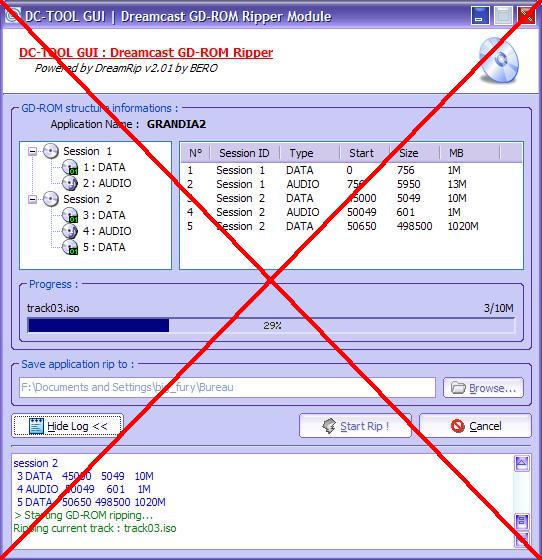 DC-TOOL GUI | Dreamcast GD-ROM Ripper Module
DC-TOOL GUI : Dreamcast GD-ROM Ripper
Powered by DreamRip v2.01 by BERO
GD-ROM structure informations :
Application Name : GRANDIA2
Session 1
1 : DATA
2 : AUDIO
Session 2
3 : DATA
4 : AUDIO
5 : DATA
N° Session ID Type Start Size MB
1 Session 1 DATA 0 756 1M
2 Session 1 AUDIO 756 5950 13M
3 Session 2 DATA 45000 5049 10M
4 Session 2 AUDIO 50049 601 1M
5 Session 2 DATA 50650 498500 1020M
Progress :
track03.iso 3/10M
29%
Save application rip to :
F:\Documents and Settings\big_fury\Bureau
Browse...
Hide Log << Start Rip ! Cancel
session 2
3 DATA 45000 5049 10M
4 AUDIO 50049 601 1M
5 DATA 50650 498500 1020M
> Starting GD-ROM ripping...
Ripping current track : track03.iso